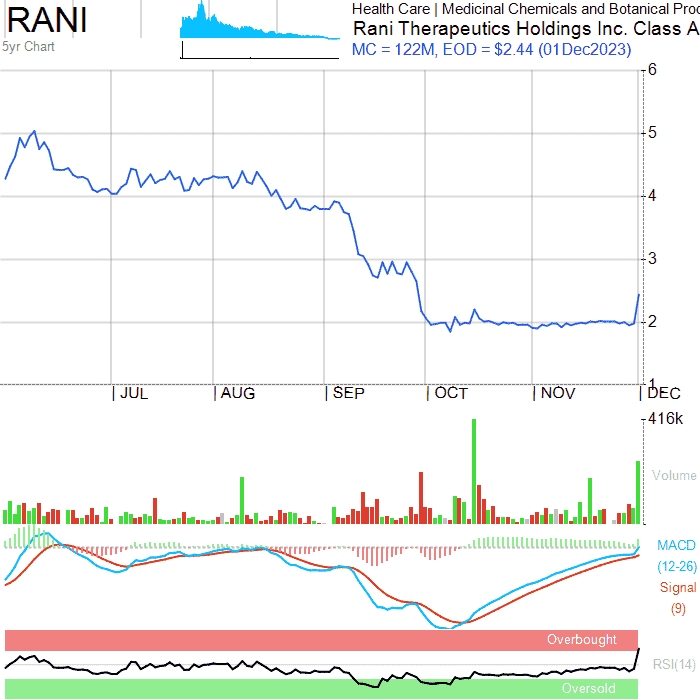 RANI
5yr Chart
Health Care | Medicinal Chemicals and Botanical Pro
Rani Therapeutics Holdings Inc. Class A
MC = 122M, EOD = $2.44 (01Dec2023)
6
5
4
3
2
1
JUL
AUG
SEP
OCT
NOV
DEC
416k
Volume
MACD
(12-26)
Signal
(9)
Overbought
RSI(14)
Oversold